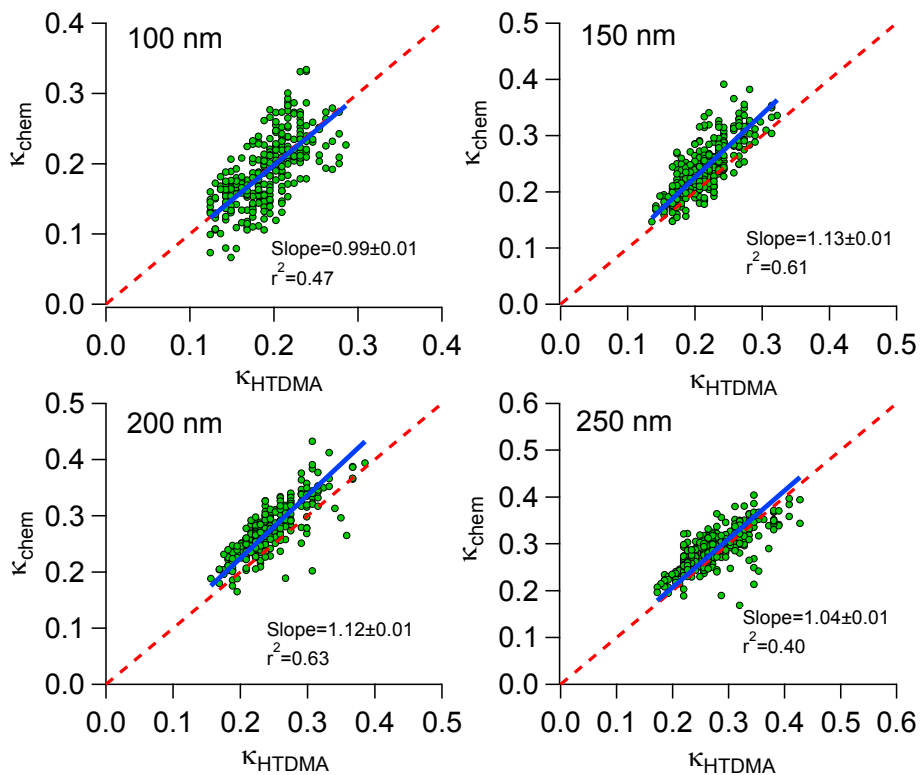 100 nm
0.4
0.3
0.2
0.1
0.0
κchem
Slope=0.99±0.01
r²=0.47
0.0 0.1 0.2 0.3 0.4
κHTDMA
150 nm
0.5
0.4
0.3
0.2
0.1
0.0
κchem
Slope=1.13±0.01
r²=0.61
0.0 0.1 0.2 0.3 0.4 0.5
κHTDMA
200 nm
0.5
0.4
0.3
0.2
0.1
0.0
κchem
Slope=1.12±0.01
r²=0.63
0.0 0.1 0.2 0.3 0.4 0.5
κHTDMA
250 nm
0.6
0.5
0.4
0.3
0.2
0.1
0.0
κchem
Slope=1.04±0.01
r²=0.40
0.0 0.1 0.2 0.3 0.4 0.5 0.6
κHTDMA